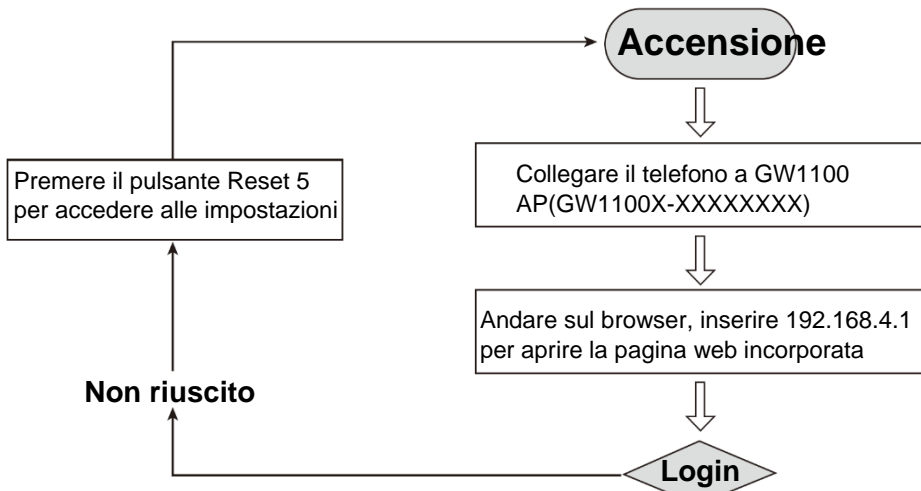 Accensione
Collegare il telefono a GW1100
AP(GW1100X-XXXXXXXX)
Andare sul browser, inserire 192.168.4.1
per aprire la pagina web incorporata
Login
Non riuscito
Premere il pulsante Reset 5
per accedere alle impostazioni